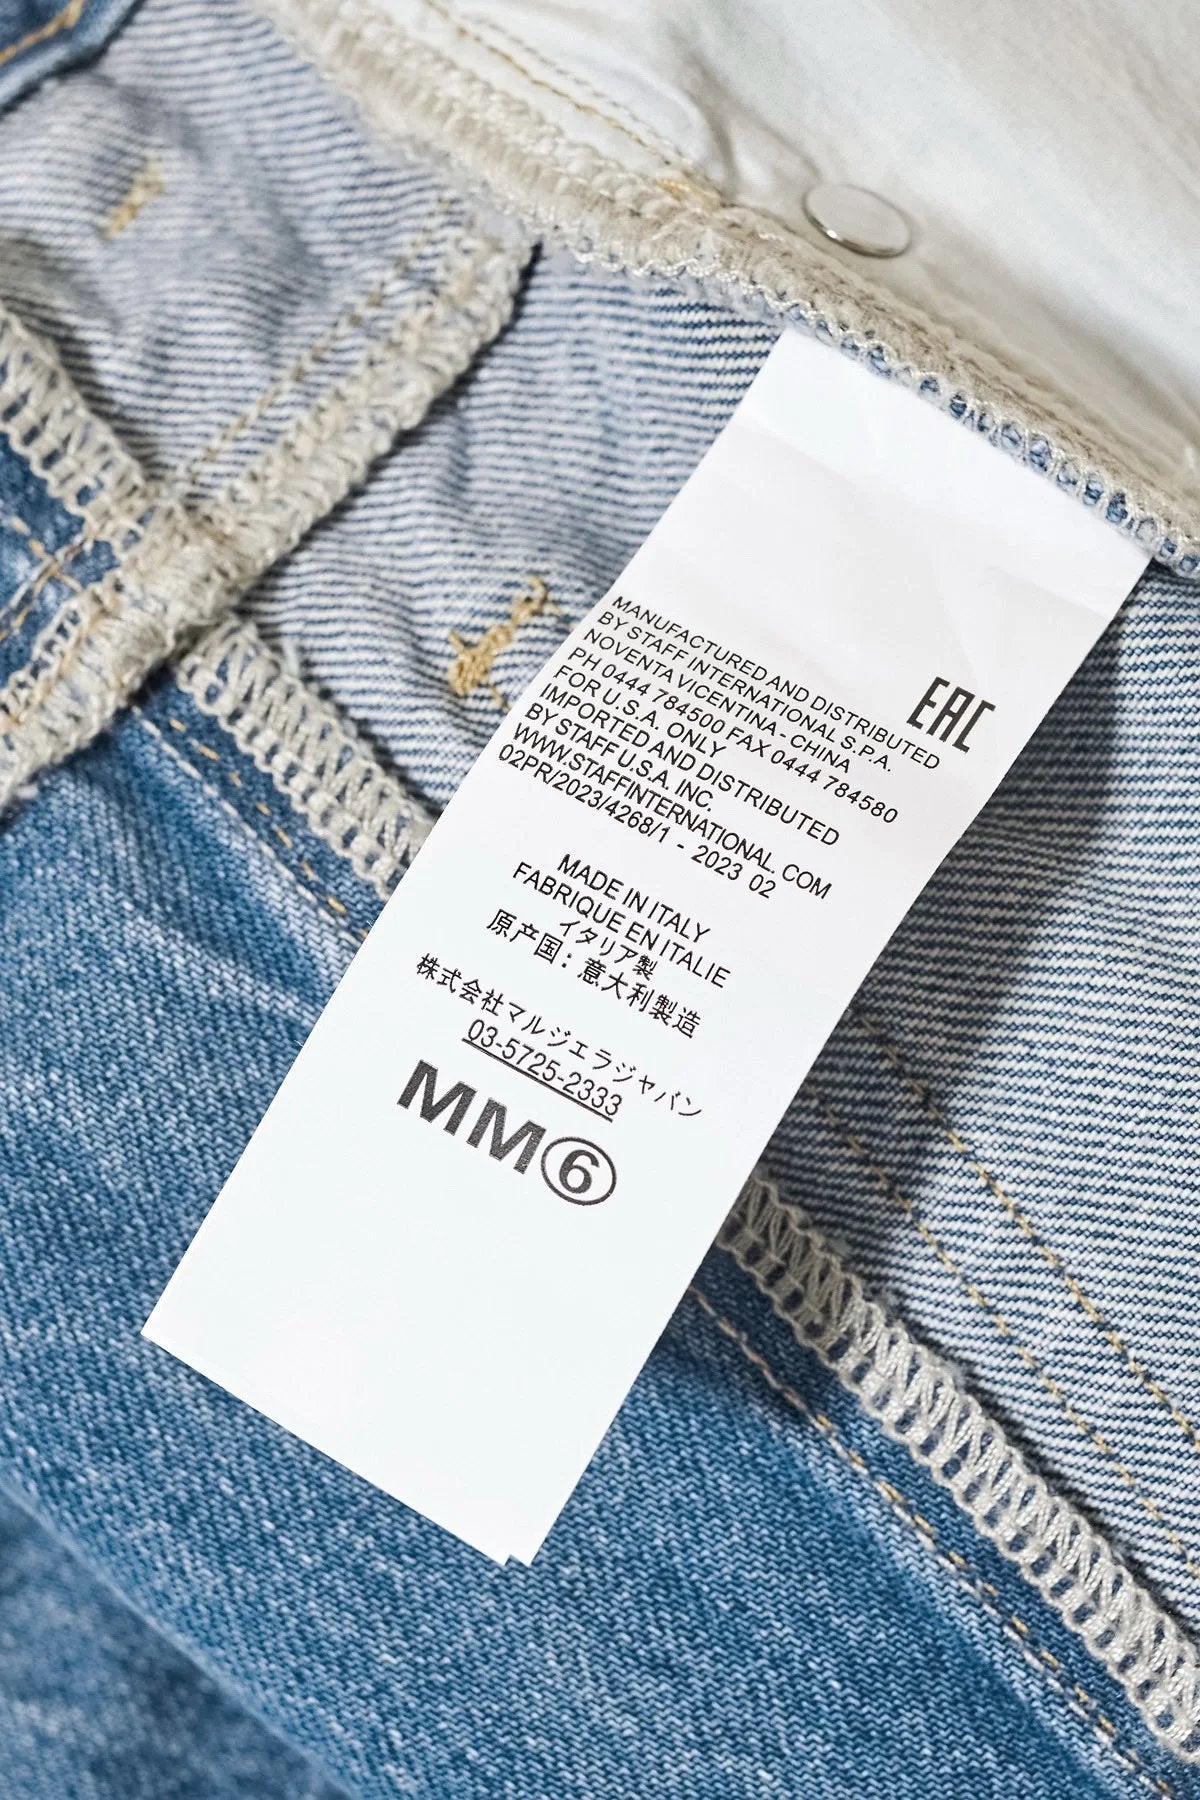 MANUFACTURED AND DISTRIBUTED
BY STAFF INTERNATIONAL S.P.A.
NOVENTA VICENTINA - CHINA
PH 0444 784500 FAX 0444 784580
FOR U.S.A. ONLY
IMPORTED AND DISTRIBUTED
BY STAFF U.S.A. INC.
WWW.STAFFINTERNATIONAL. COM
02PR/2023/4268/1 - 2023 02
EAC
MADE IN ITALY
FABRIQUE EN ITALIE
イタリア製
原产国：意大利製造
株式会社マルジェラジャパン
03-5725-2333
MM⑥